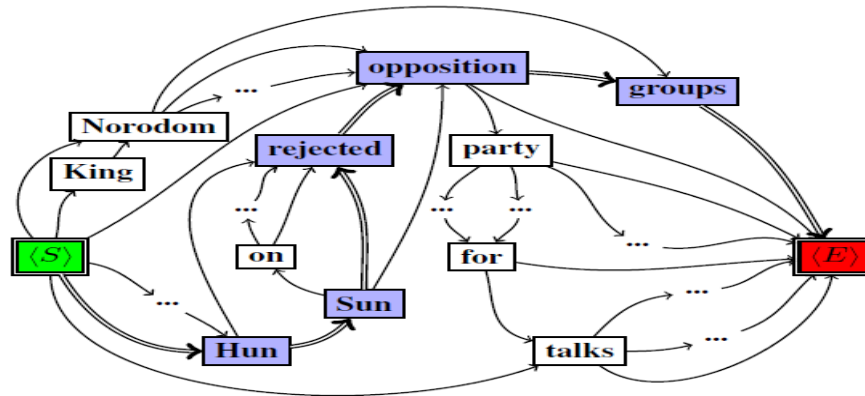 opposition
groups
...
Norodom
rejected
party
King
...
...
...
...
⟨S⟩
on
for
⟨E⟩
...
...
Sun
...
Hun
talks